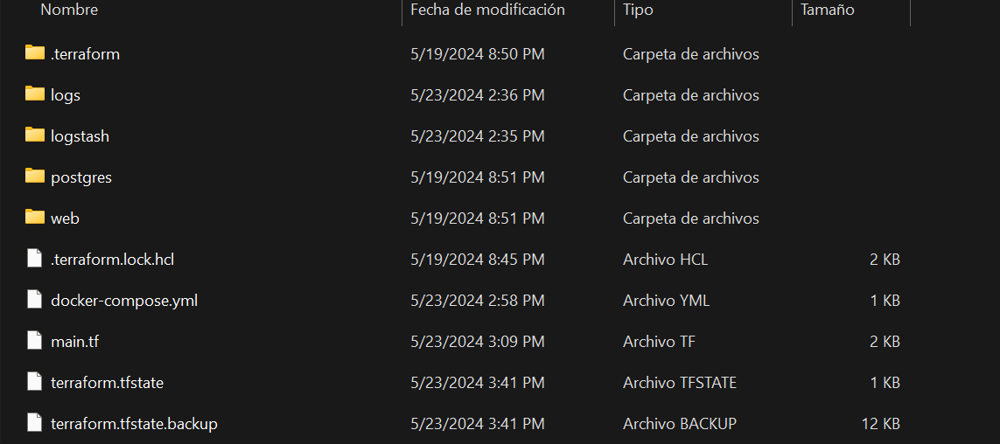 Nombre Fecha de modificación Tipo Tamaño
.terraform 5/19/2024 8:50 PM Carpeta de archivos
logs 5/23/2024 2:36 PM Carpeta de archivos
logstash 5/23/2024 2:35 PM Carpeta de archivos
postgres 5/19/2024 8:51 PM Carpeta de archivos
web 5/19/2024 8:51 PM Carpeta de archivos
.terraform.lock.hcl 5/19/2024 8:45 PM Archivo HCL 2 KB
docker-compose.yml 5/23/2024 2:58 PM Archivo YML 1 KB
main.tf 5/23/2024 3:09 PM Archivo TF 2 KB
terraform.tfstate 5/23/2024 3:41 PM Archivo TFSTATE 1 KB
terraform.tfstate.backup 5/23/2024 3:41 PM Archivo BACKUP 12 KB